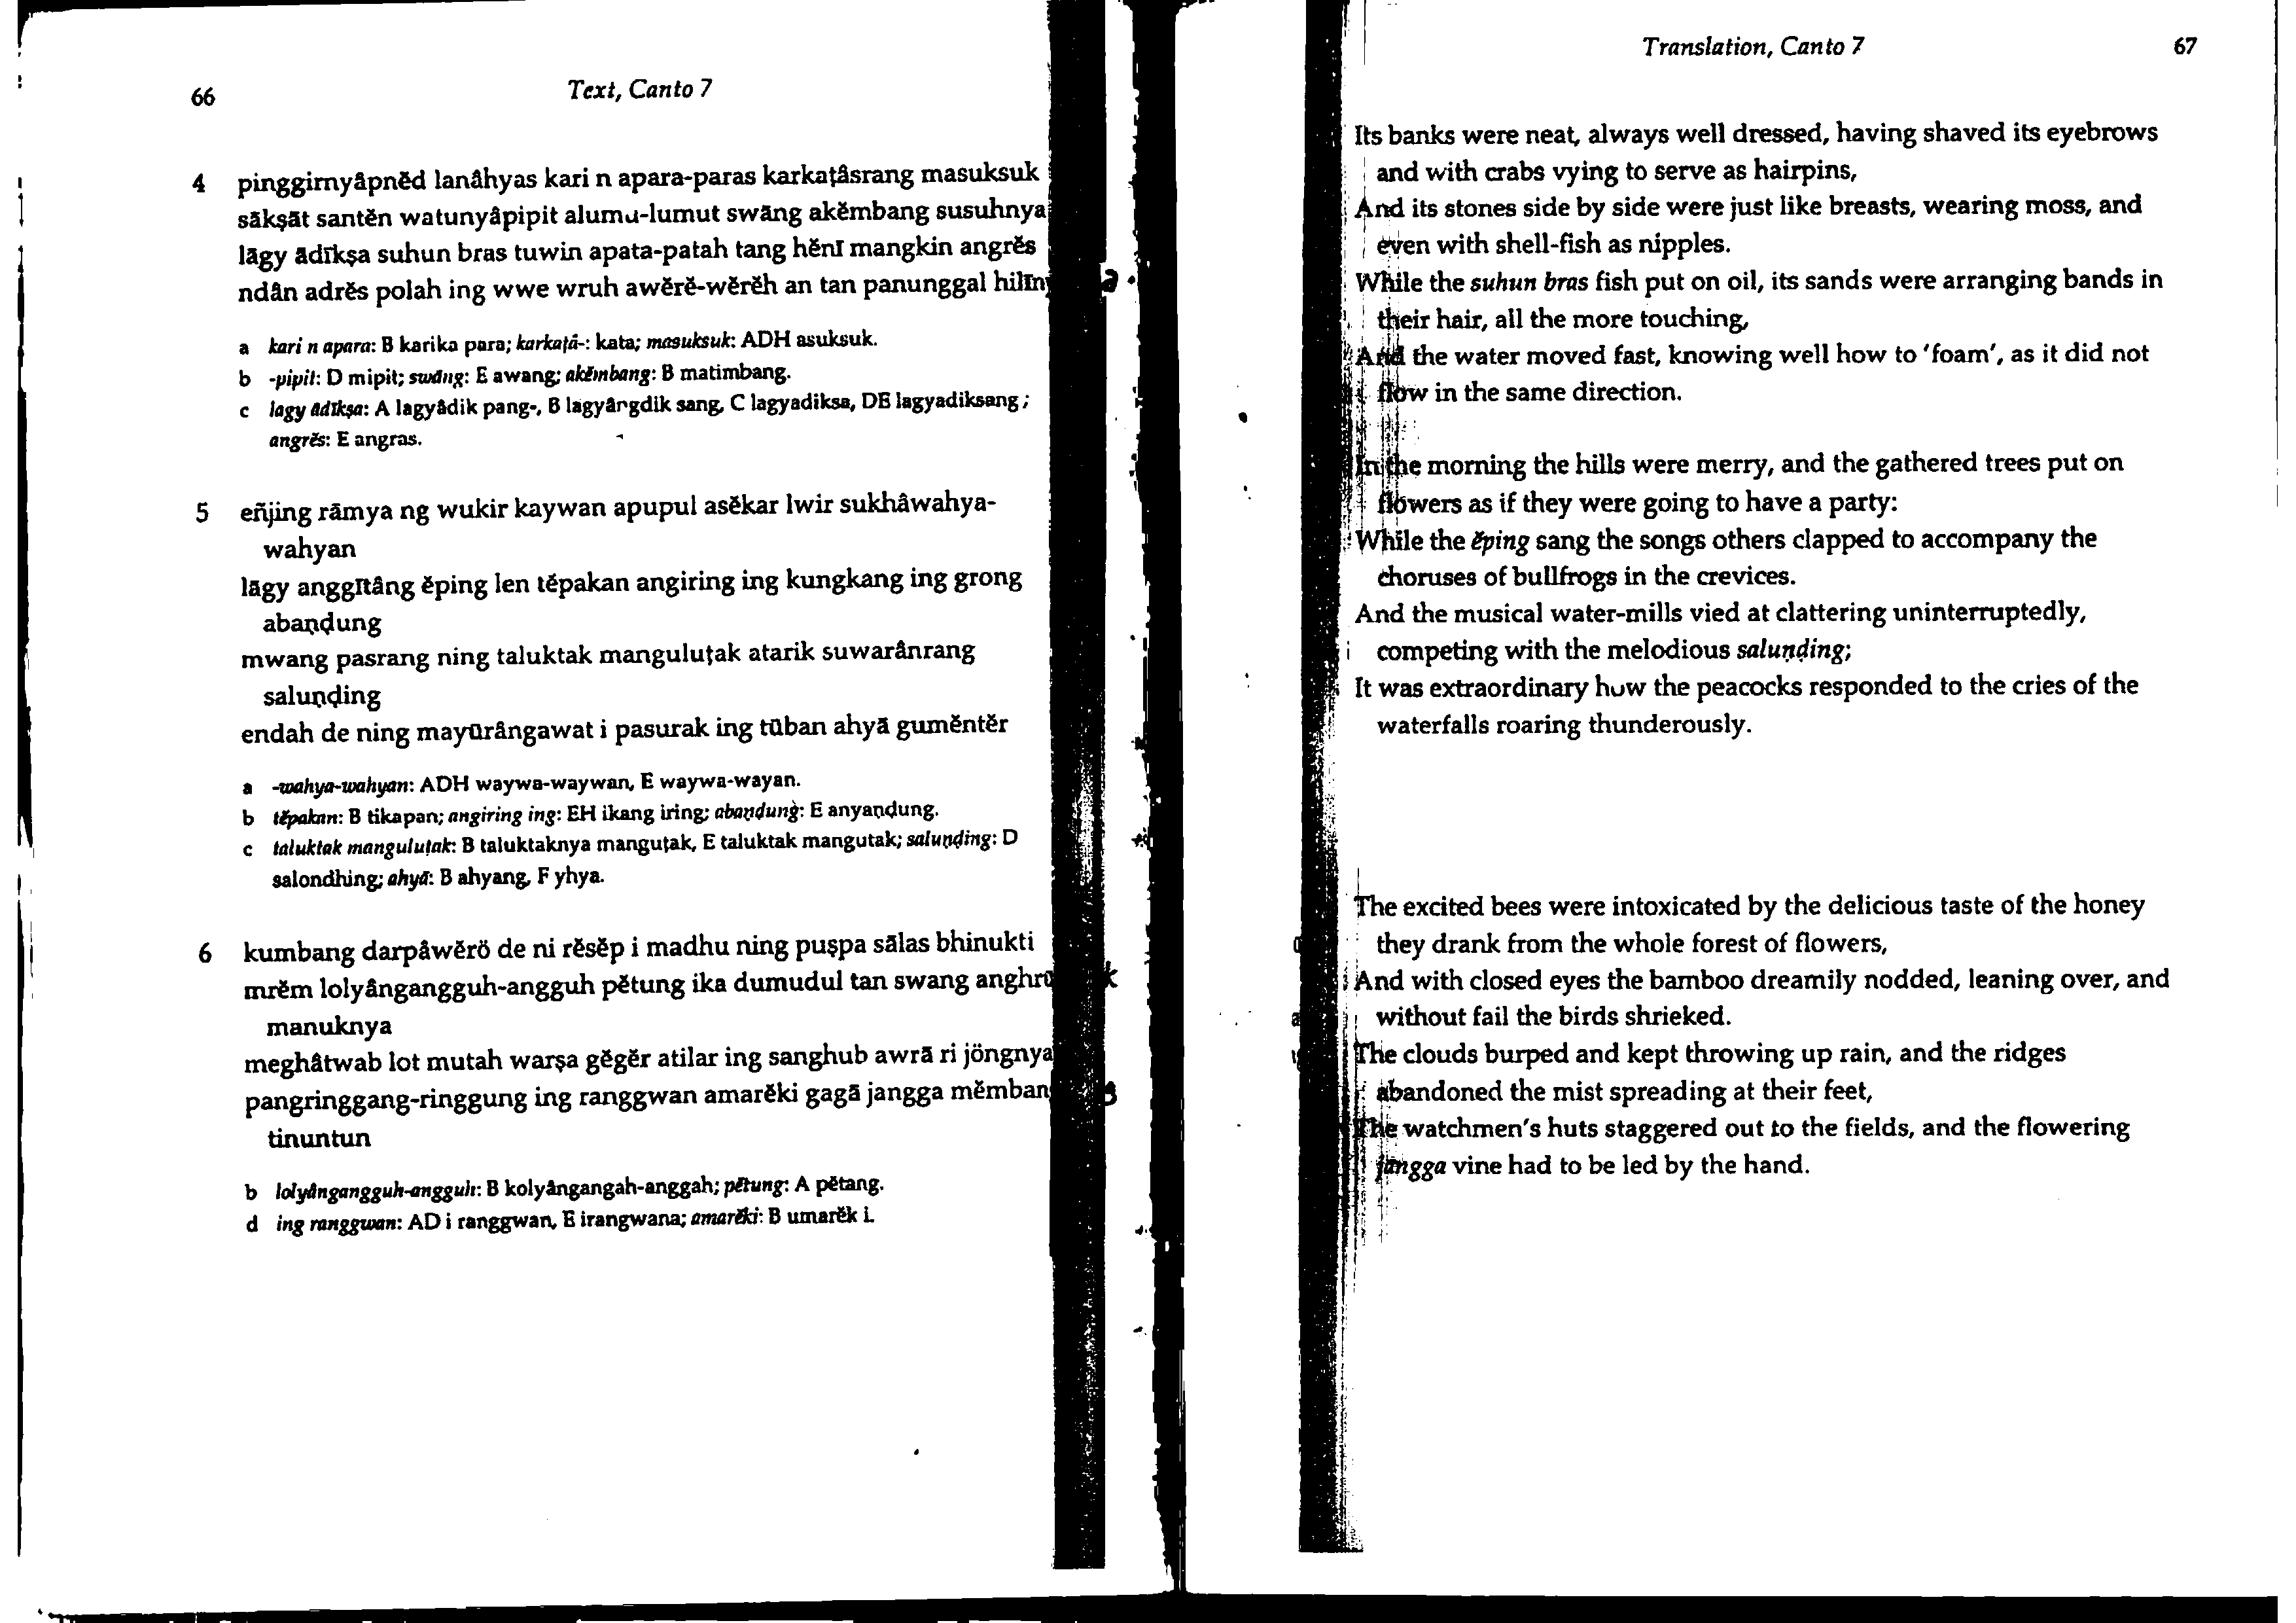 66
Text, Canto 7
4 pinggirnyâpnĕd lanâhyas kari n apara-paras karkaṭâsrang masuksuk
sākṣāt santĕn watunyâpipit alumu-lumut swāng akĕmbang susuhnya
lāgy ādīkṣa suhun bras tuwin apata-patah tang hĕnī mangkin angrĕs
ndân adrĕs polah ing wwe wruh awĕrĕ-wĕrĕh an tan panunggal hilīnya
a kari n apara: B karika para; karkaṭâ-: kata; masuksuk: ADH asuksuk.
b -pipit: D mipit; swāng: E awang; akĕmbang: B matimbang.
c lagy ādīkṣa: A lagyâdik pang-, B lagyârgdik sang, C lagyadiksa, DE lagyadiksang;
angrĕs: E angras.
5 eñjing rāmya ng wukir kaywan apupul asĕkar lwir sukhâwahya-
wahyan
lāgy anggītâng ĕping len tĕpakan angiring ing kungkang ing grong
abaṇḍung
mwang pasrang ning taluktak manguluṭak atarik suwarânrang
saluṇḍing
endah de ning mayūrângawat i pasurak ing tūban ahyā gumĕntĕr
a -wahya-wahyan: ADH waywa-waywan, E waywa-wayan.
b tĕpakan: B tikapan; angiring ing: EH ikang iring; abaṇḍung: E anyaṇḍung.
c taluktak manguluṭak: B taluktaknya manguṭak, E taluktak mangutak; saluṇḍing: D
salondhing; ahyā: B ahyang, F yhya.
6 kumbang darpâwĕrö de ni rĕsĕp i madhu ning puṣpa sālas bhinukti
mrĕm lolyângangguh-angguh pĕtung ika dumudul tan swang
manuknya
meghâtwab lot mutah warṣa gĕgĕr atilar ing sanghub awrā ri jöngnya
pangringgang-ringgung ing ranggwan amarĕki gagā jangga mĕmbang
tinuntun
b lolyângangguh-angguh: B kolyângangah-anggah; pĕtung: A pĕtang.
d ing ranggwan: AD i ranggwan, E irangwana; amarĕki: B umarĕk i.
Translation, Canto 7
67
Its banks were neat, always well dressed, having shaved its eyebrows
and with crabs vying to serve as hairpins,
And its stones side by side were just like breasts, wearing moss, and
even with shell-fish as nipples.
While the suhun bras fish put on oil, its sands were arranging bands in
their hair, all the more touching,
And the water moved fast, knowing well how to ‘foam’, as it did not
flow in the same direction.
In the morning the hills were merry, and the gathered trees put on
flowers as if they were going to have a party:
While the ĕping sang the songs others clapped to accompany the
choruses of bullfrogs in the crevices.
And the musical water-mills vied at clattering uninterruptedly,
competing with the melodious saluṇḍing;
It was extraordinary how the peacocks responded to the cries of the
waterfalls roaring thunderously.
The excited bees were intoxicated by the delicious taste of the honey
they drank from the whole forest of flowers,
And with closed eyes the bamboo dreamily nodded, leaning over, and
without fail the birds shrieked.
The clouds burped and kept throwing up rain, and the ridges
abandoned the mist spreading at their feet,
The watchmen's huts staggered out to the fields, and the flowering
jangga vine had to be led by the hand.